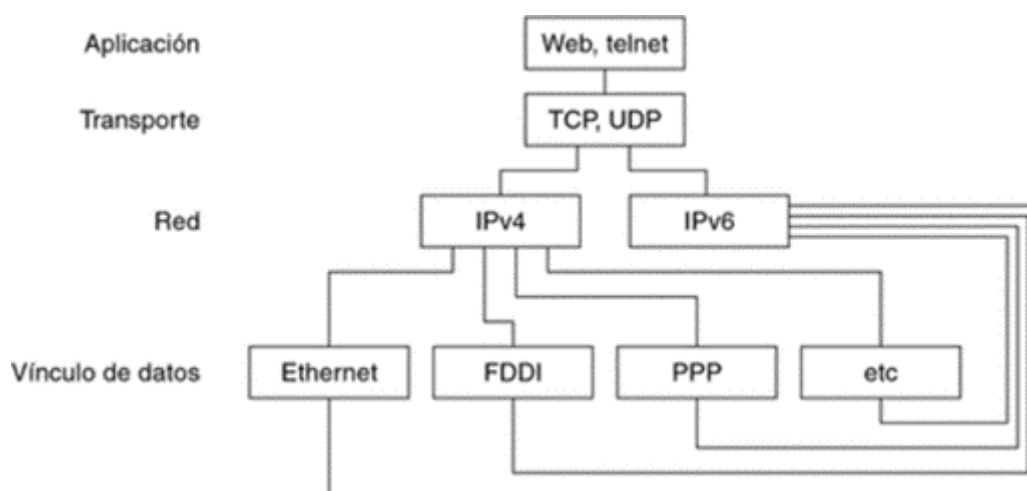 Aplicación
Web, telnet
Transporte
TCP, UDP
Red
IPv4
IPv6
Vínculo de datos
Ethernet
FDDI
PPP
etc